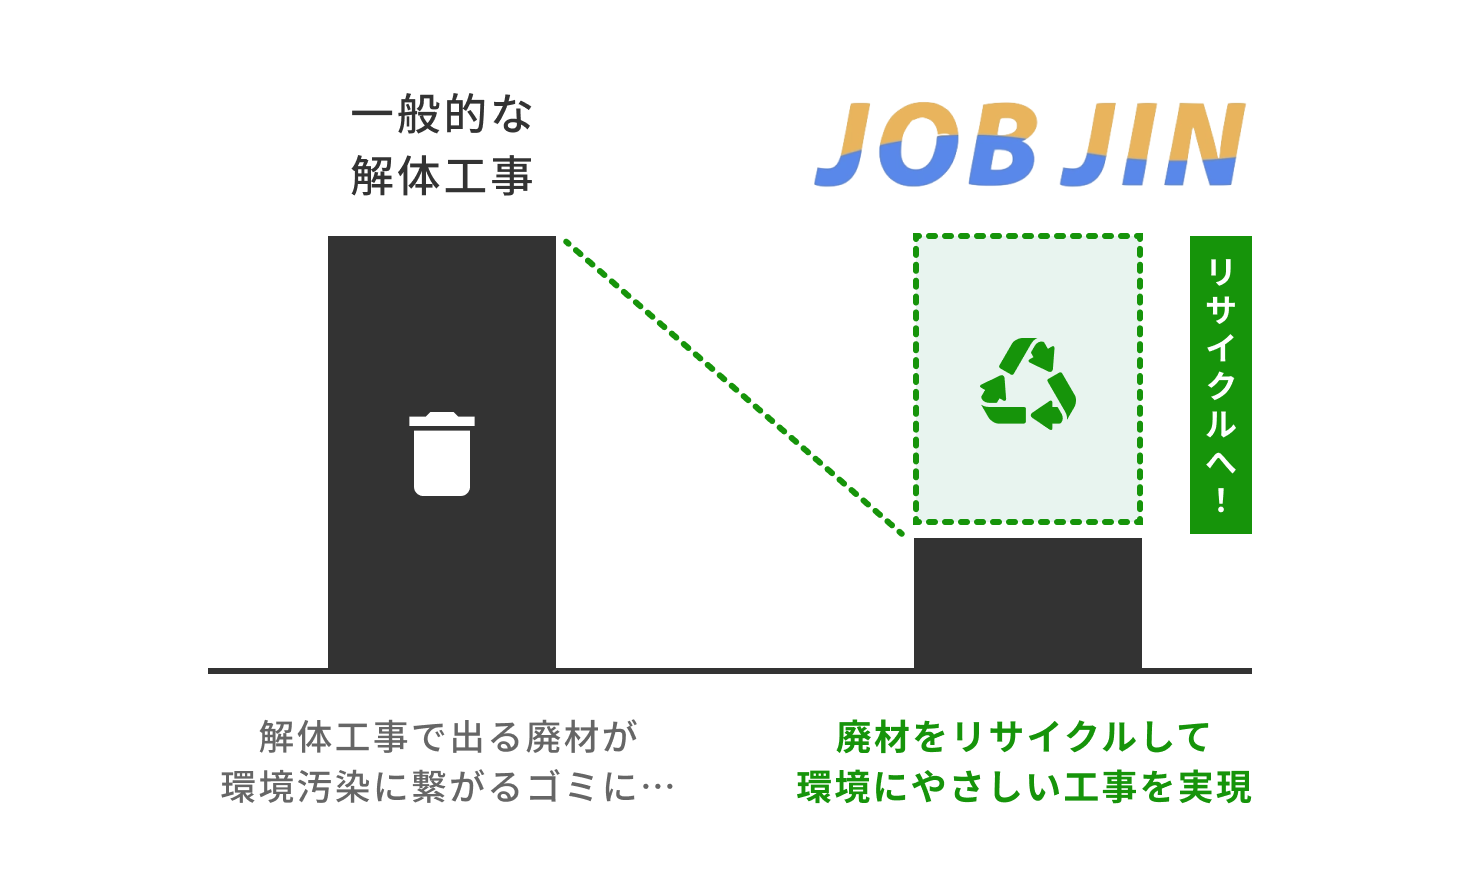 一般的な
解体工事
JOB JIN
リサイクルへ！
解体工事で出る廃材が
環境汚染に繋がるゴミに…
廃材をリサイクルして
環境にやさしい工事を実現